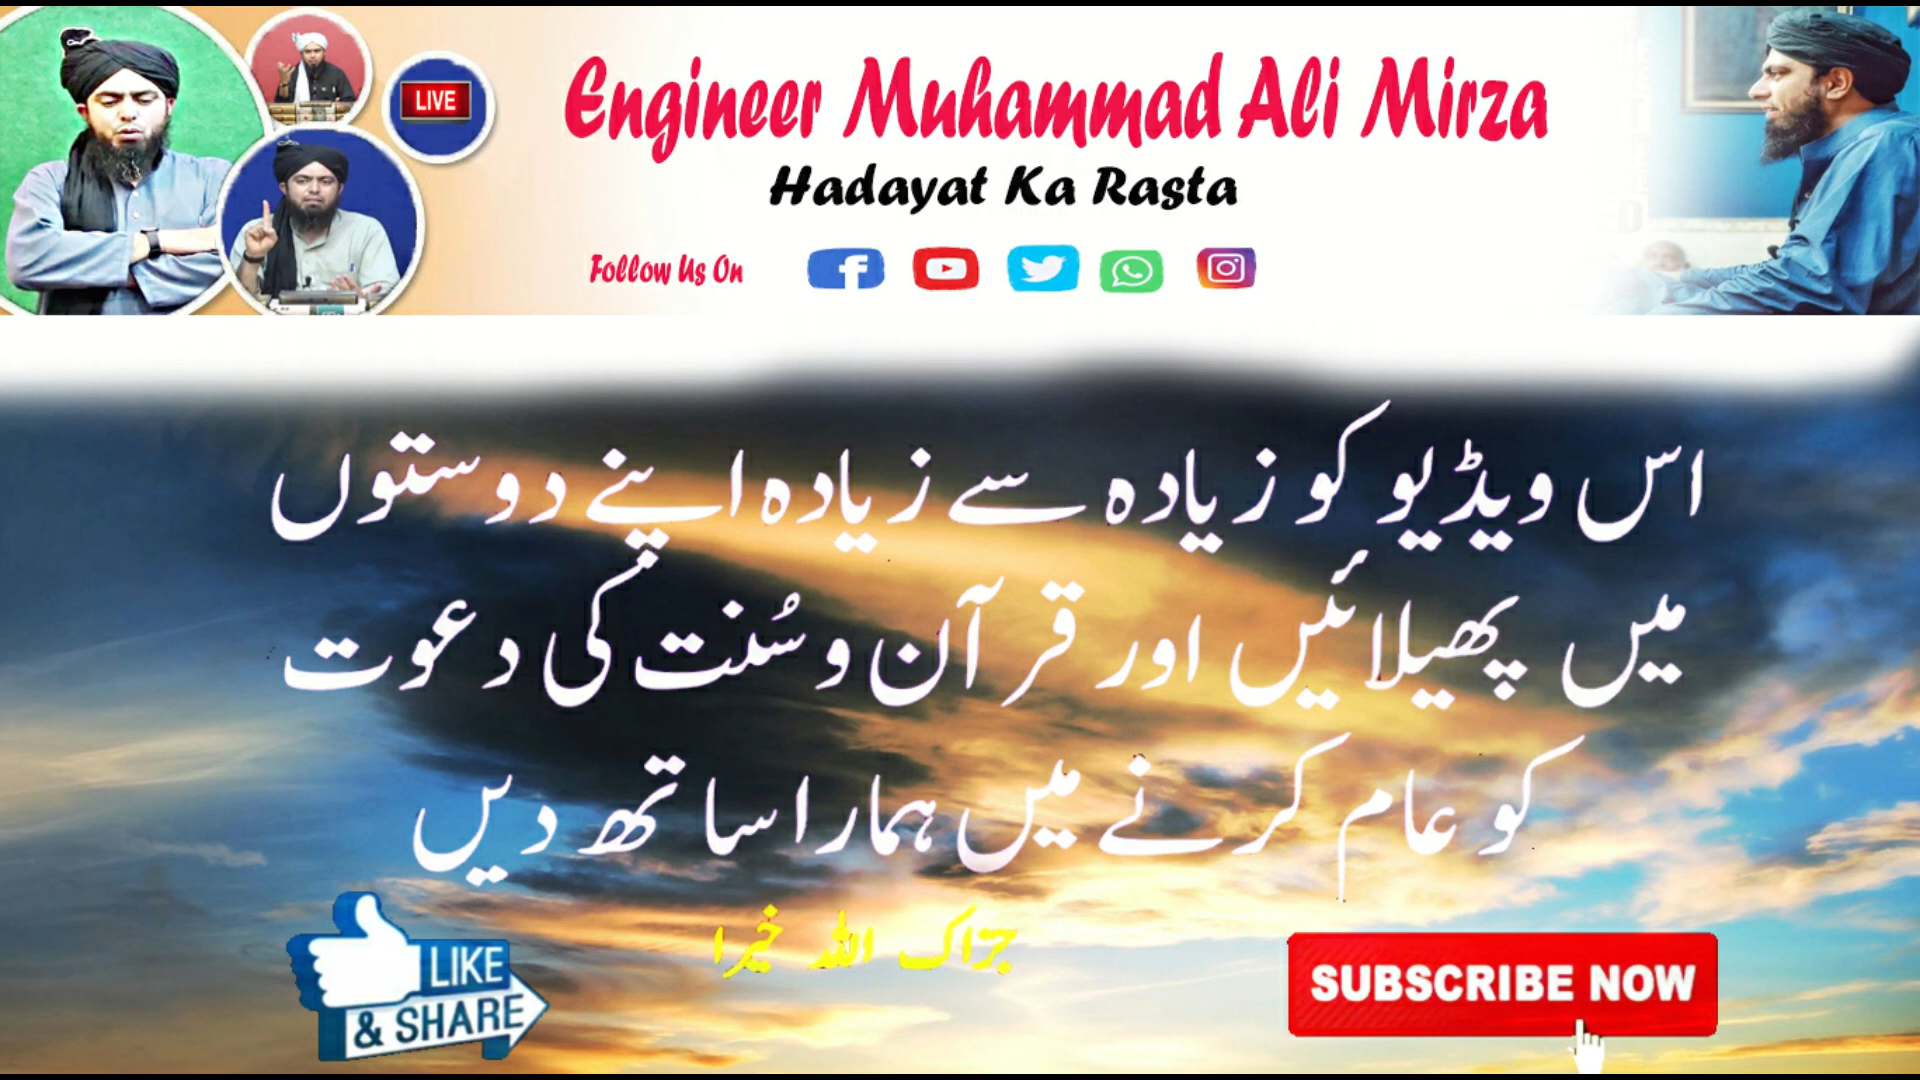 LIVE
Engineer Muhammad Ali Mirza
Hadayat Ka Rasta
Follow Us On
اس ویڈیو کو زیادہ سے زیادہ اپنے دوستوں
میں پھیلائیں اور قرآن و سُنت کی دعوت
کو عام کرنے میں ہمارا ساتھ دیں
جزاک اللہ خیرا
LIKE
& SHARE
SUBSCRIBE NOW